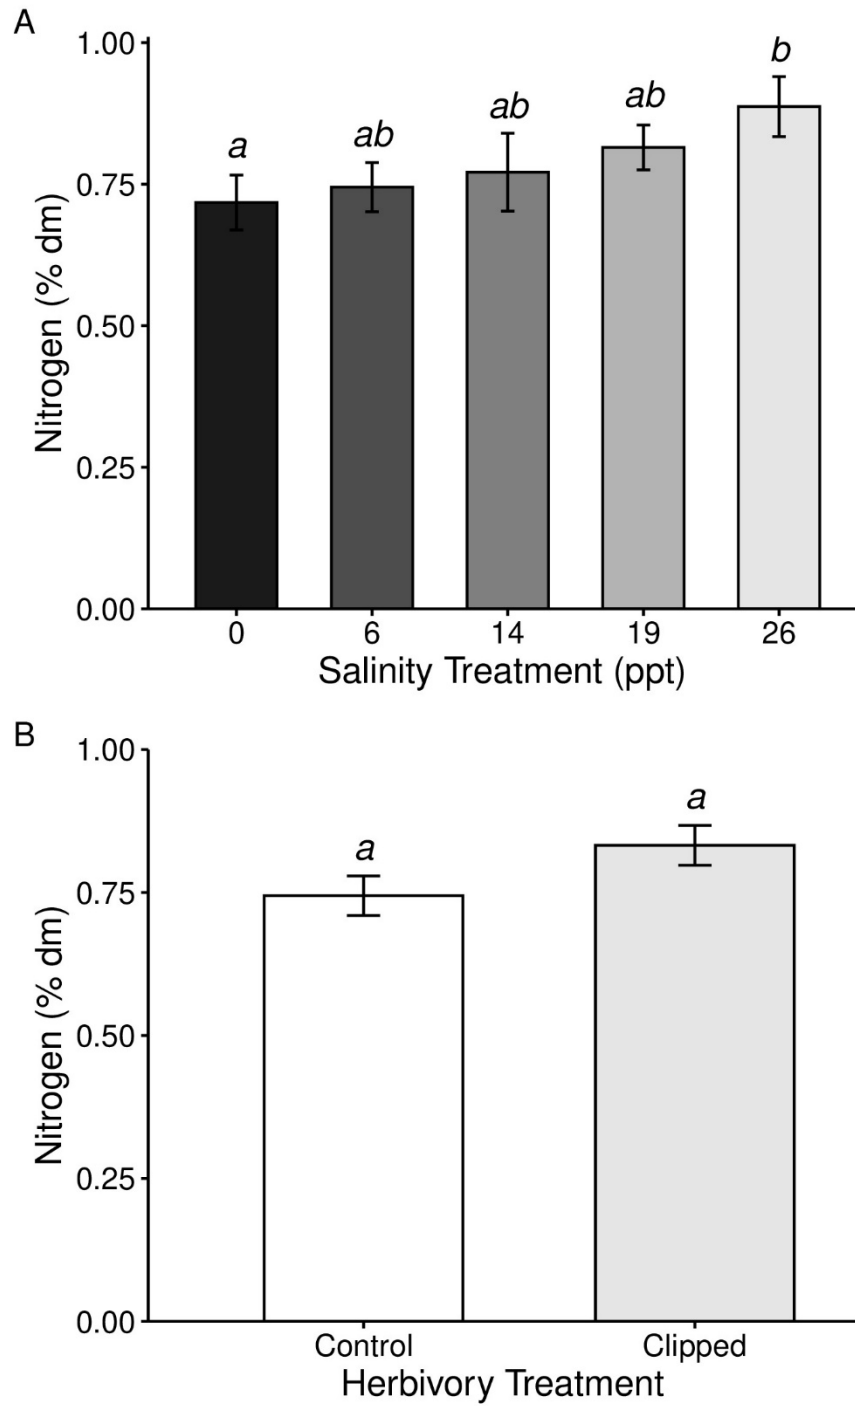 A
1.00
0.75
0.50
0.25
0.00
Nitrogen (% dm)
a
ab
ab
ab
b
0 6 14 19 26
Salinity Treatment (ppt)
B
1.00
0.75
0.50
0.25
0.00
Nitrogen (% dm)
a
a
Control Clipped
Herbivory Treatment